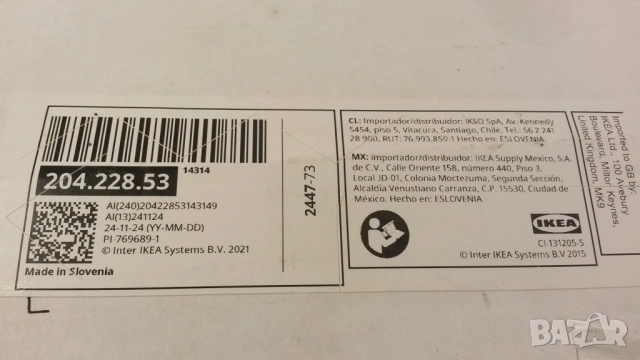 14314
204.228.53
AI(240)20422853143149
AI(13)241124
24-11-24 (YY-MM-DD)
PI-769689-1
© Inter IKEA Systems B.V. 2021
Made in Slovenia
2447-73
CL: Importador/distribuidor: IKSO SpA, Av. Kennedy
5454, piso 5, Vitacura, Santiago, Chile, Tel.: 56 2 241
28 900, RUT: 76.993.859-1 Hecho en: ESLOVENIA
MX: Importador/distribuidor: IKEA Supply Mexico, S.A.
de C.V., Calle Oriente 158, número 440, Piso 3,
Local JD-01, Colonia Moctezuma, Segunda Sección,
Alcaldía Venustiano Carranza, C.P. 15530, Ciudad de
México. Hecho en: ESLOVENIA
IKEA
CI-131205-5
© Inter IKEA Systems B.V 2015
Imported to GB by:
IKEA Ltd., 100 Avebury
Boulevard, Milton Keynes,
United Kingdom, MK9
BAZAR
bg